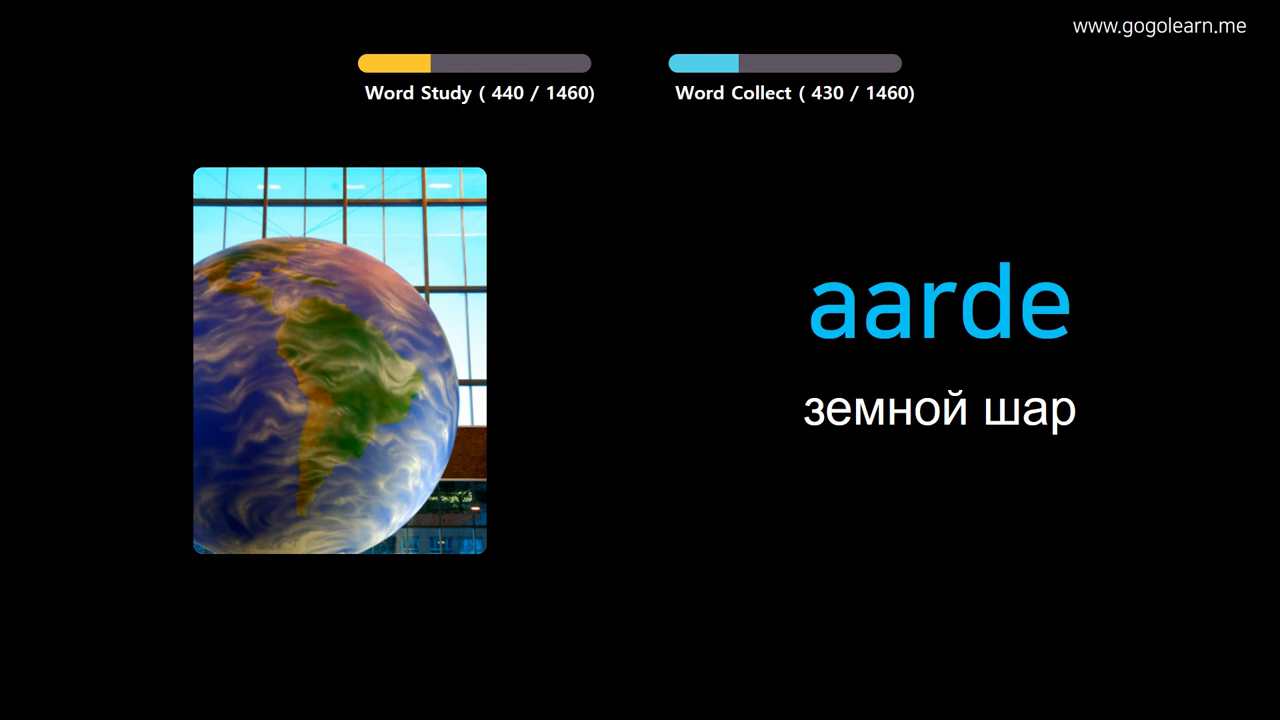 www.gogolearn.me
Word Study ( 440 / 1460)
Word Collect ( 430 / 1460)
aarde
земной шар